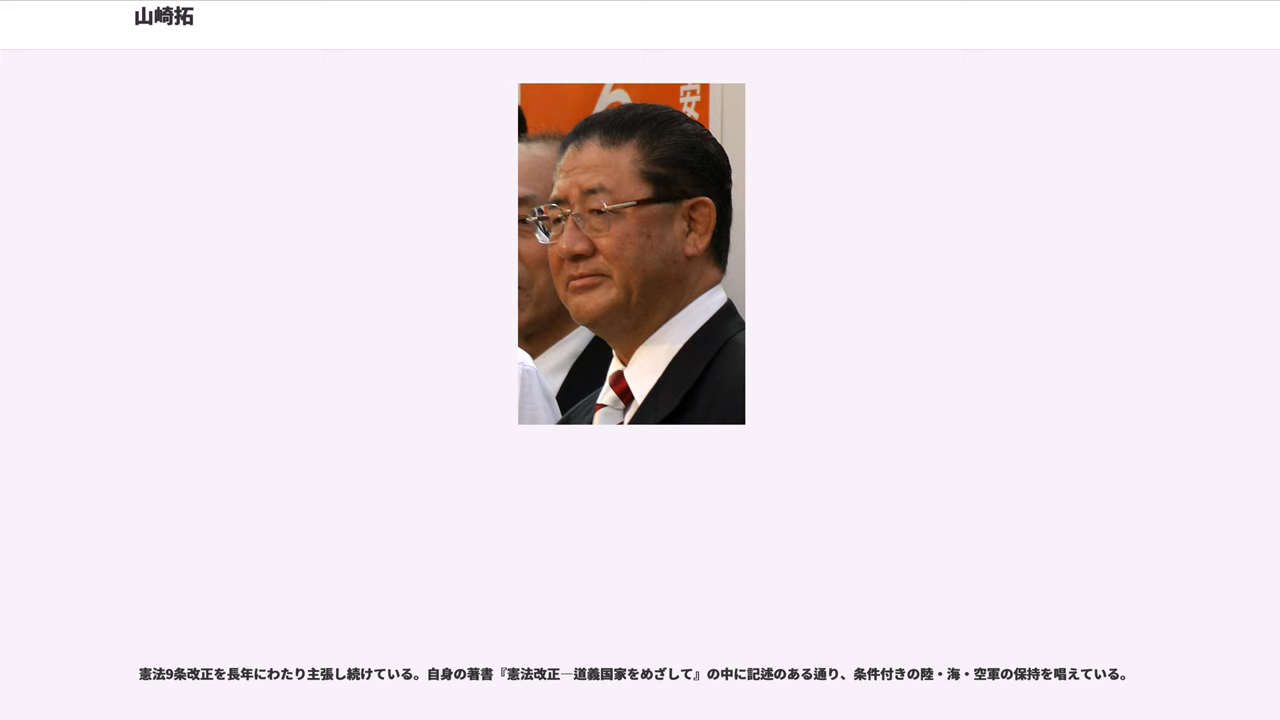 山崎拓
安
憲法9条改正を長年にわたり主張し続けている。自身の著書『憲法改正―道義国家をめざして』の中に記述のある通り、条件付きの陸・海・空軍の保持を唱えている。